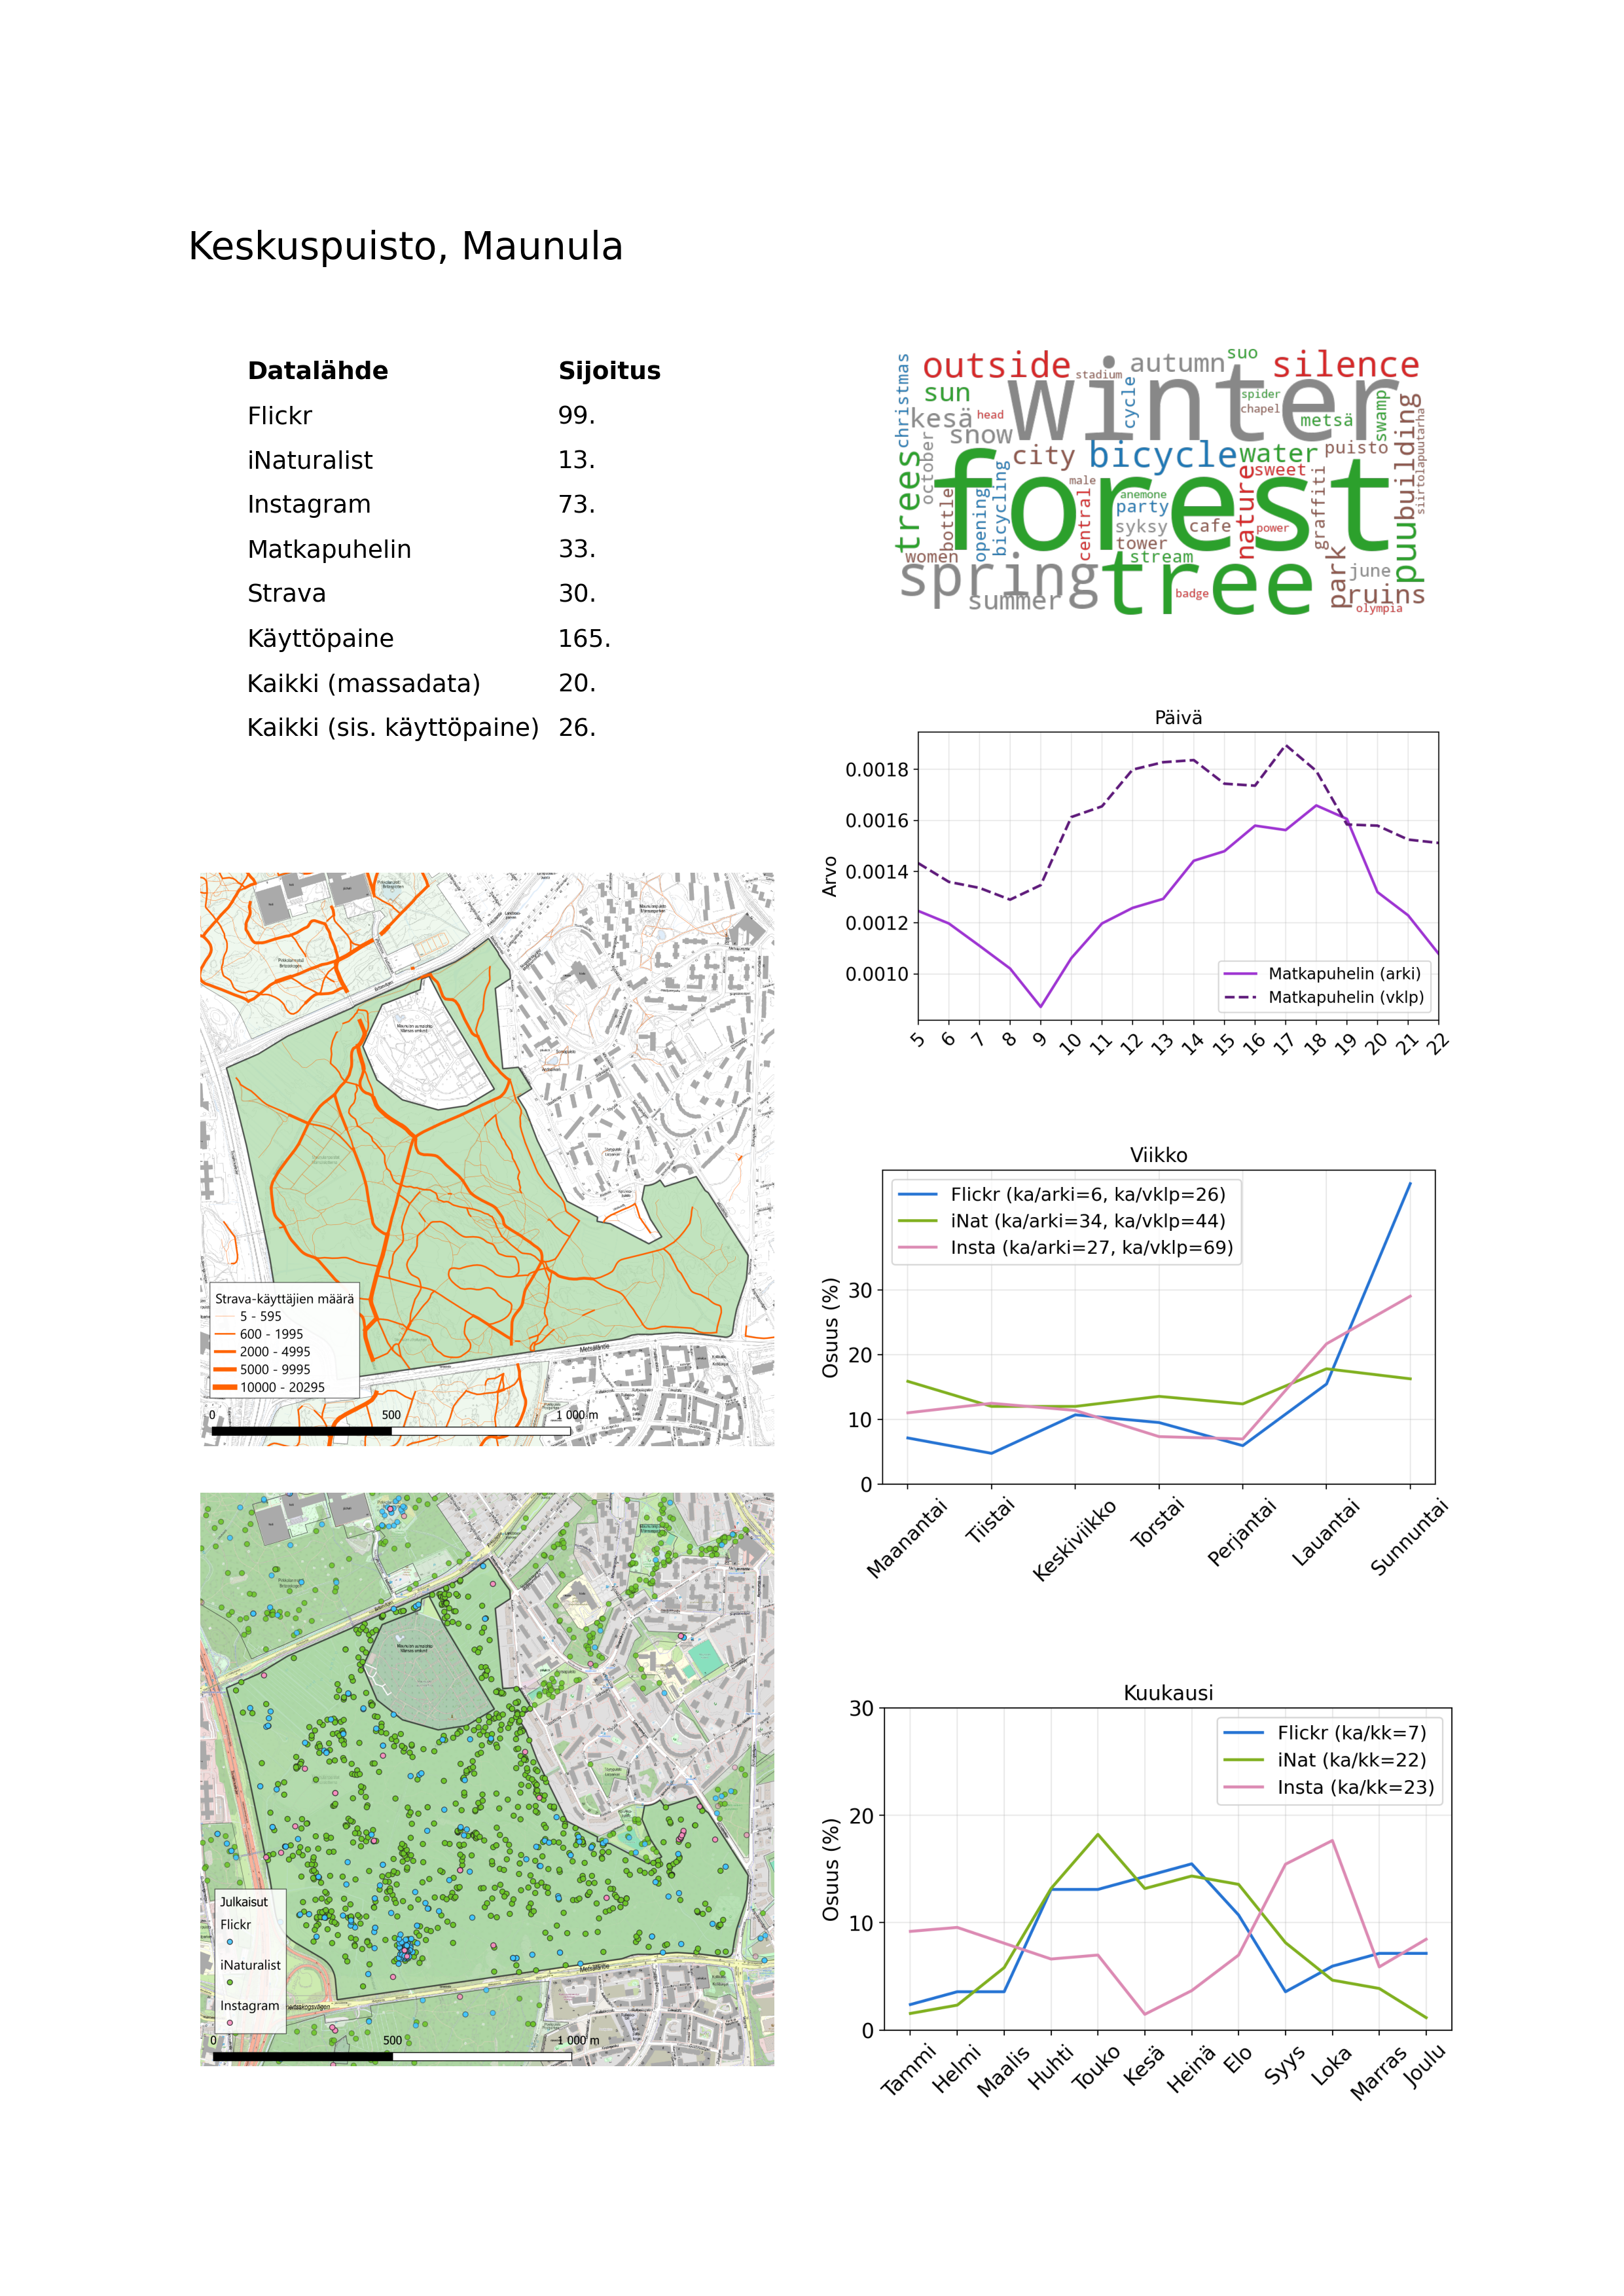 Keskuspuisto, Maunula
Datalähde Sijoitus
Flickr 99.
iNaturalist 13.
Instagram 73.
Matkapuhelin 33.
Strava 30.
Käyttöpaine 165.
Kaikki (massadata) 20.
Kaikki (sis. käyttöpaine) 26.
christmas
outside
stadium
autumn
suo
silence
sun
winter
cycle
spider
chapel
kesä
head
metsä
swamp
building
siirtolapuutarha
snow
october
city
bicycle
water
puisto
trees
forest
sweet
nature
graffiti
male
anemone
party
bottle
opening
bicycling
central
syksy
cafe
power
tower
stream
women
spring
summer
tree
badge
park
june
puu
ruins
olympia
Päivä
Arvo
0.0018
0.0016
0.0014
0.0012
0.0010
Matkapuhelin (arki)
Matkapuhelin (vklp)
5 6 7 8 9 10 11 12 13 14 15 16 17 18 19 20 21 22
Strava-käyttäjien määrä
5 - 595
600 - 1995
2000 - 4995
5000 - 9995
10000 - 20295
0 500 1 000 m
Metsäläntie
Viikko
Osuus (%)
Flickr (ka/arki=6, ka/vklp=26)
iNat (ka/arki=34, ka/vklp=44)
Insta (ka/arki=27, ka/vklp=69)
30
20
10
0
Maanantai Tiistai Keskiviikko Torstai Perjantai Lauantai Sunnuntai
Julkaisut
Flickr
iNaturalist
Instagram
0 500 1 000 m
Metsäläntie
Kuukausi
Osuus (%)
Flickr (ka/kk=7)
iNat (ka/kk=22)
Insta (ka/kk=23)
30
20
10
0
Tammi Helmi Maalis Huhti Touko Kesä Heinä Elo Syys Loka Marras Joulu